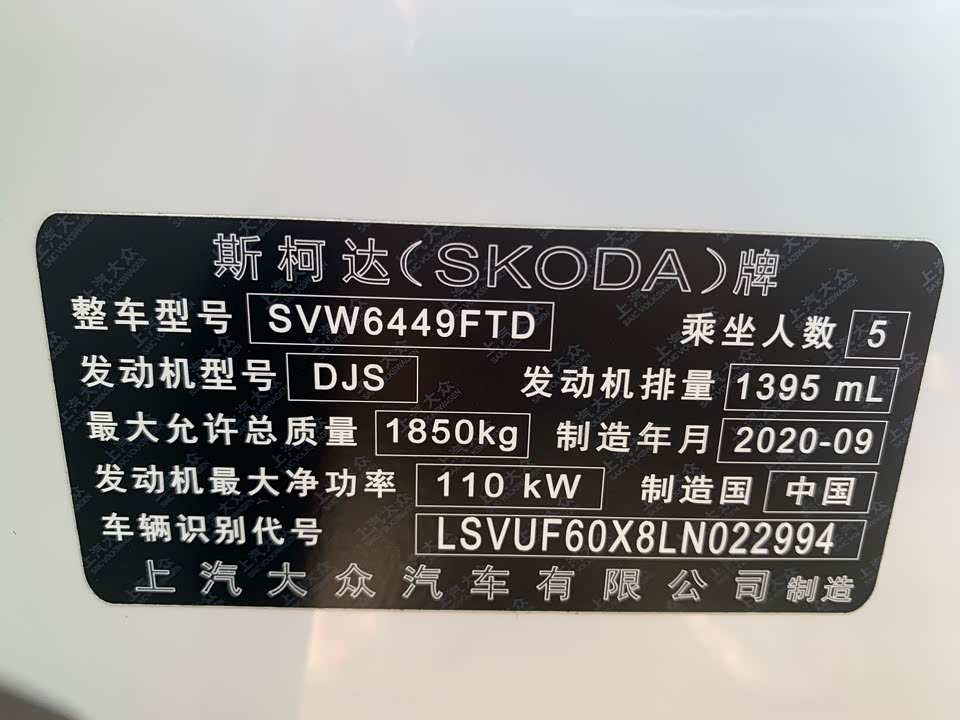 斯柯达(SKODA)牌
整车型号 SVW6449FTD 乘坐人数 5
发动机型号 DJS 发动机排量 1395 mL
最大允许总质量 1850kg 制造年月 2020-09
发动机最大净功率 110 kW 制造国 中国
车辆识别代号 LSVUF60X8LN022994
上汽大众汽车有限公司 制造